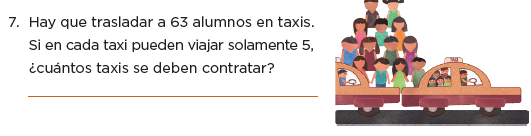 7. Hay que trasladar a 63 alumnos en taxis.
Si en cada taxi pueden viajar solamente 5,
¿cuántos taxis se deben contratar?